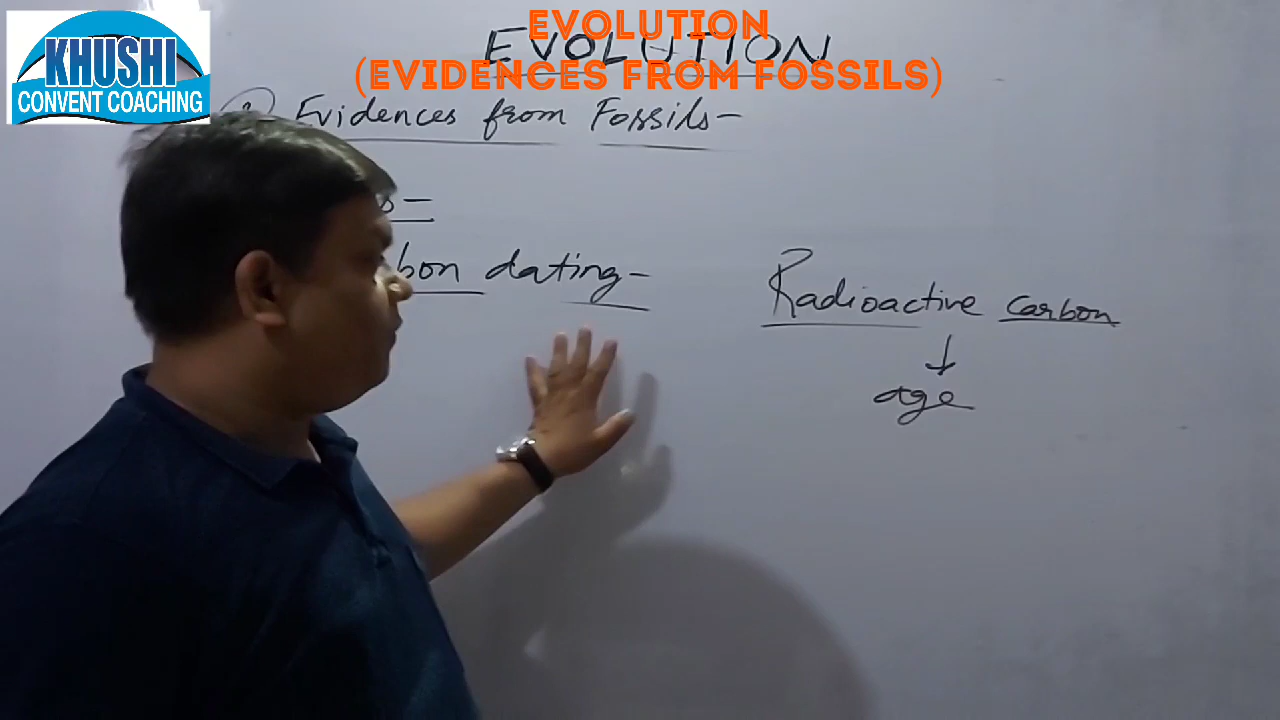 KHUSHI
CONVENT COACHING
EVOLUTION
(EVIDENCES FROM FOSSILS)
EVOLUTION
Evidences from Fossils-
bon dating-
Radioactive carbon
↓
age